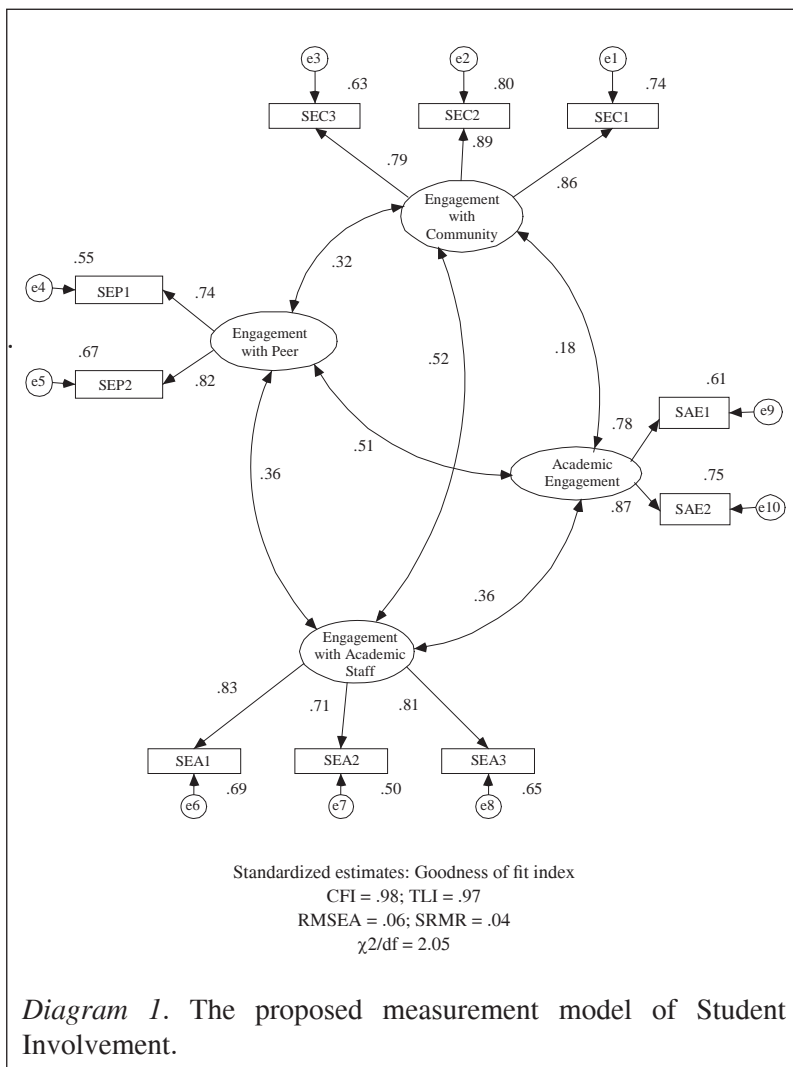 e3
e2
e1
.63
.80
.74
SEC3
SEC2
SEC1
.79
.89
.86
Engagement
with
Community
.55
e4
SEP1
.74
.32
.67
Engagement
with Peer
e5
SEP2
.82
.52
.18
.61
SAE1
e9
.78
.51
.36
Academic
Engagement
.75
.87
SAE2
e10
.36
Engagement
with Academic
Staff
.83
.71
.81
SEA1
SEA2
SEA3
.69
.50
.65
e6
e7
e8
Standardized estimates: Goodness of fit index
CFI = .98; TLI = .97
RMSEA = .06; SRMR = .04
χ2/df = 2.05
Diagram 1. The proposed measurement model of Student
Involvement.